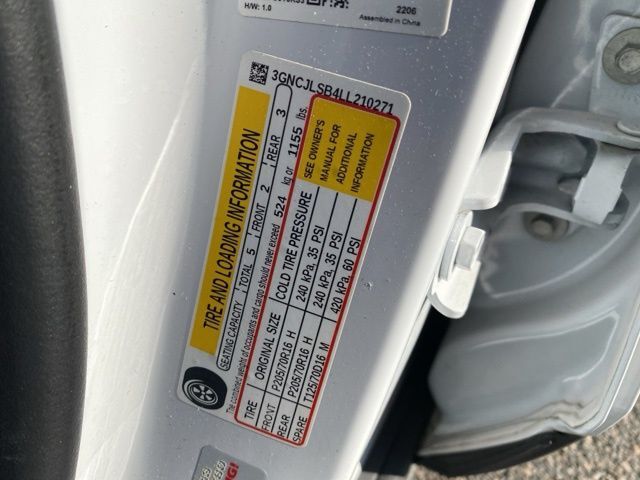 H/W: 1.0
2206
Assembled in China
3GNCJLSB4LL210271
TIRE AND LOADING INFORMATION
SEATING CAPACITY TOTAL 5 FRONT 2 REAR 3
The combined weight of occupants and cargo should never exceed 524 kg or 1155 lbs.
TIRE ORIGINAL SIZE COLD TIRE PRESSURE
FRONT P205/70R16 H 240 kPa, 35 PSI
REAR P205/70R16 H 240 kPa, 35 PSI
SPARE T125/70D16 M 420 kPa, 60 PSI
SEE OWNER'S
MANUAL FOR
ADDITIONAL
INFORMATION